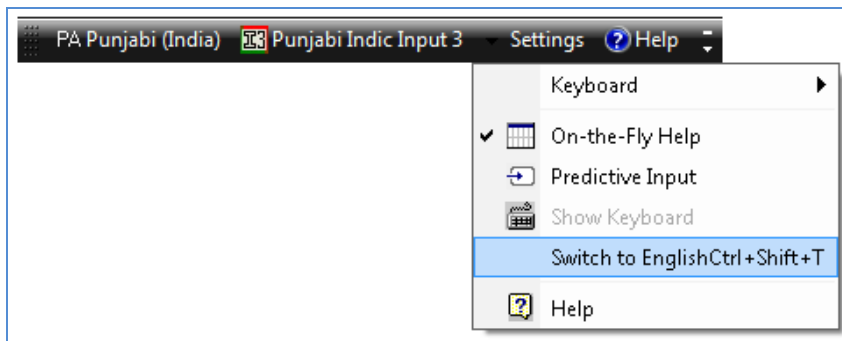 PA Punjabi (India) I3 Punjabi Indic Input 3 Settings ? Help
Keyboard
On-the-Fly Help
Predictive Input
Show Keyboard
Switch to EnglishCtrl+Shift+T
? Help